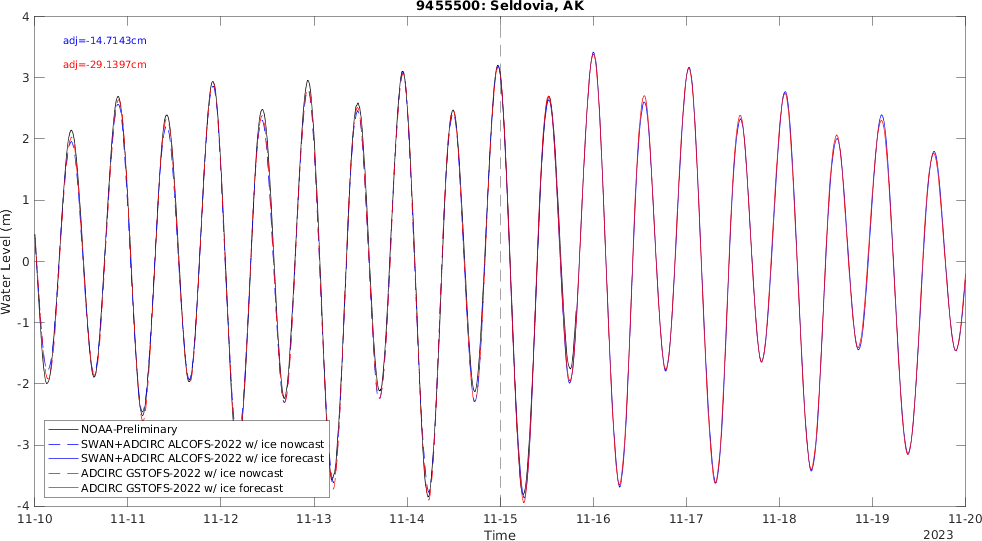 9455500: Seldovia, AK
adj=-14.7143cm
adj=-29.1397cm
4
3
2
1
0
-1
-2
-3
-4
Water Level (m)
NOAA-Preliminary
SWAN+ADCIRC ALCOFS-2022 w/ ice nowcast
SWAN+ADCIRC ALCOFS-2022 w/ ice forecast
ADCIRC GSTOFS-2022 w/ ice nowcast
ADCIRC GSTOFS-2022 w/ ice forecast
11-10 11-11 11-12 11-13 11-14 11-15 11-16 11-17 11-18 11-19 11-20
Time
2023